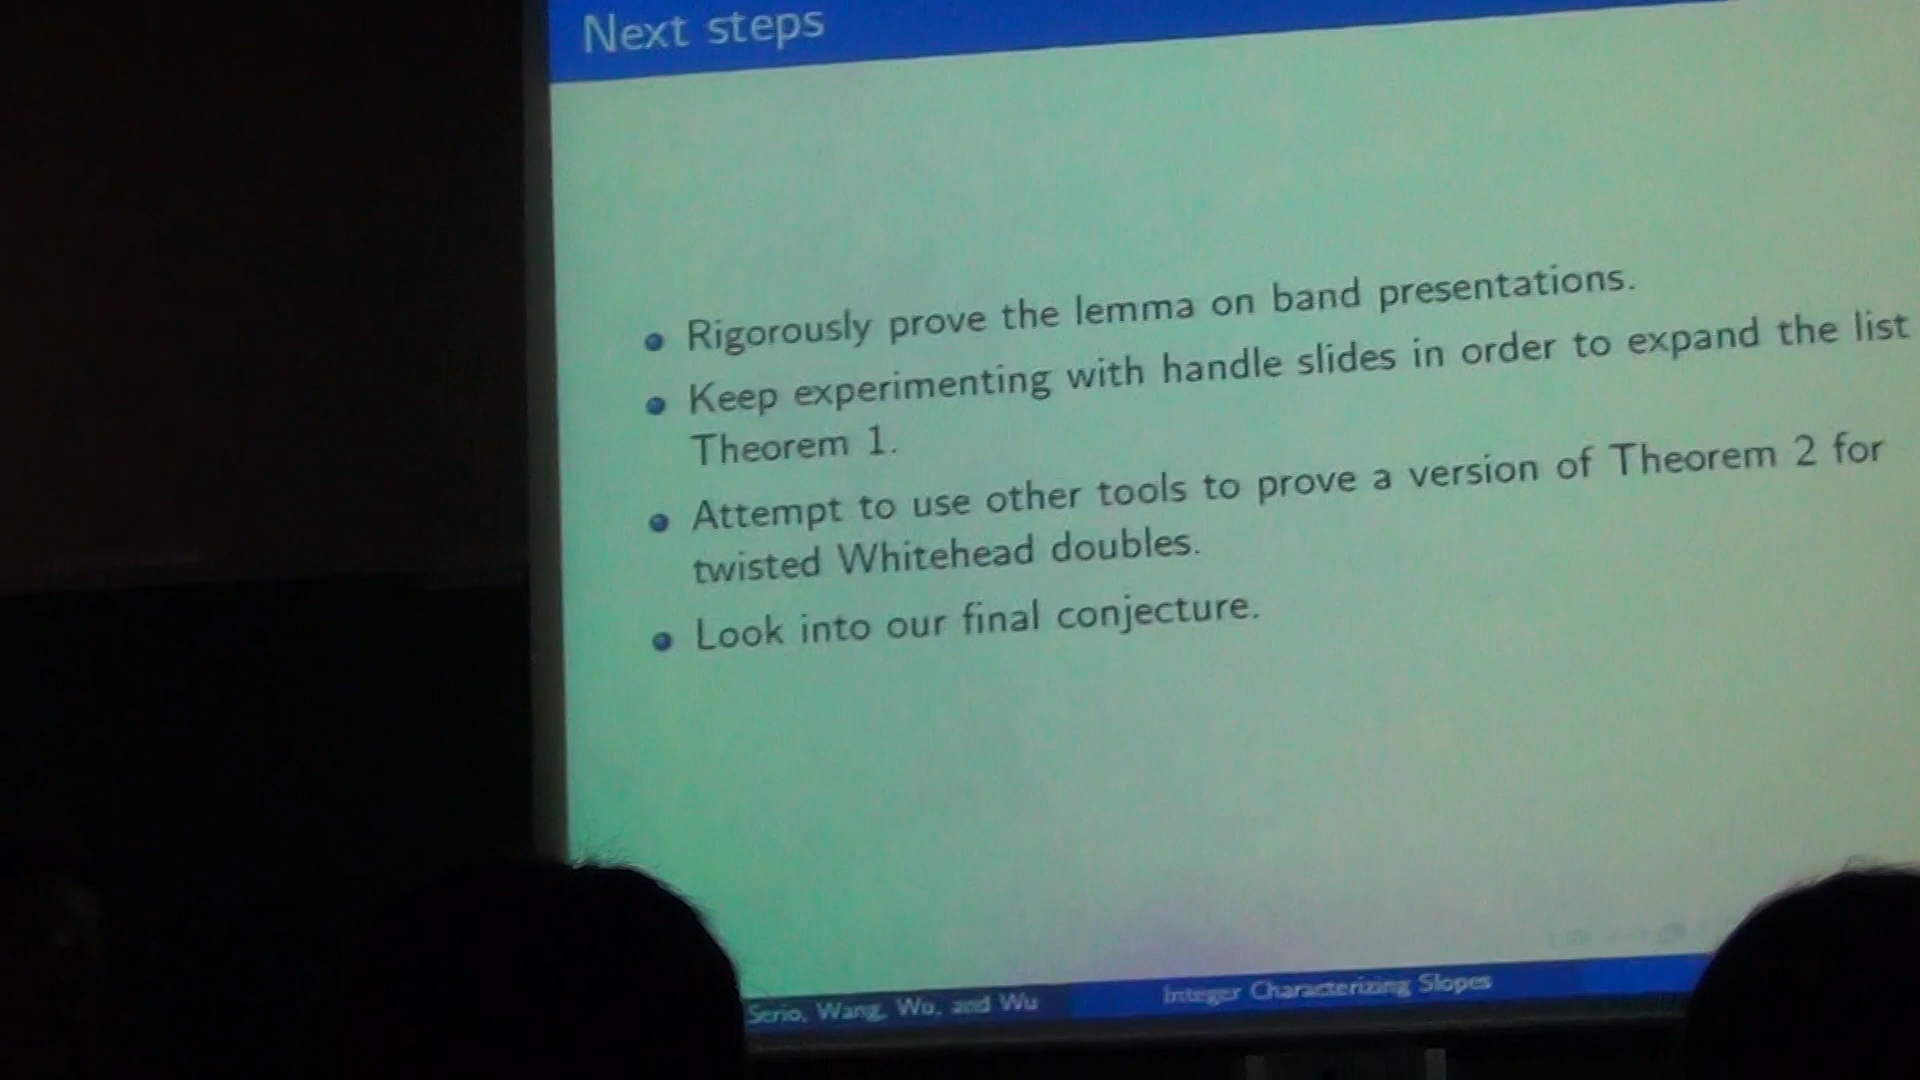 Next steps
Rigorously prove the lemma on band presentations.
Keep experimenting with handle slides in order to expand the list
Theorem 1.
Attempt to use other tools to prove a version of Theorem 2 for
twisted Whitehead doubles.
Look into our final conjecture.
Serio, Wang, Wu, and Wu
Integer Characterizing Slopes